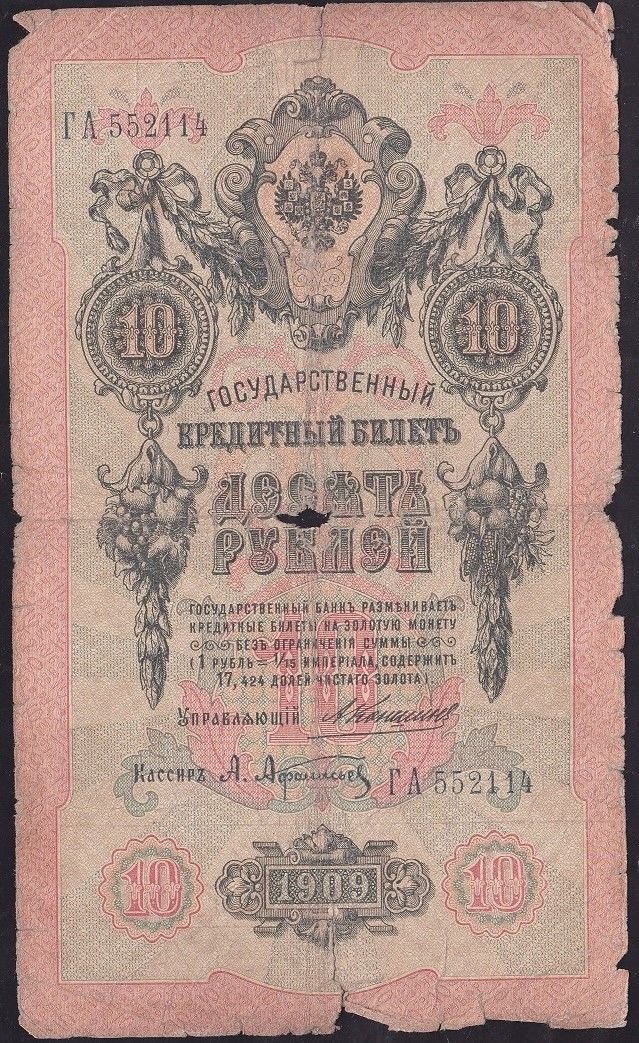 ГА 552114
10 10
ГОСУДАРСТВЕННЫЙ
КРЕДИТНЫЙ БИЛЕТЪ
ДЕСЯТЬ
РУБЛЕЙ
ГОСУДАРСТВЕННЫЙ БАНКЪ РАЗМѢНИВАЕТЪ
КРЕДИТНЫЕ БИЛЕТЫ НА ЗОЛОТУЮ МОНЕТУ
БЕЗЪ ОГРАНИЧЕНІЯ СУММЫ
(1 РУБЛЬ = 1/15 ИМПЕРІАЛА, СОДЕРЖИТЪ
17,424 ДОЛЕЙ ЧИСТАГО ЗОЛОТА).
УПРАВЛЯЮЩІЙ А. Коншинъ
КАССИРЪ А. Афанасьев
ГА 552114
10 1909 10